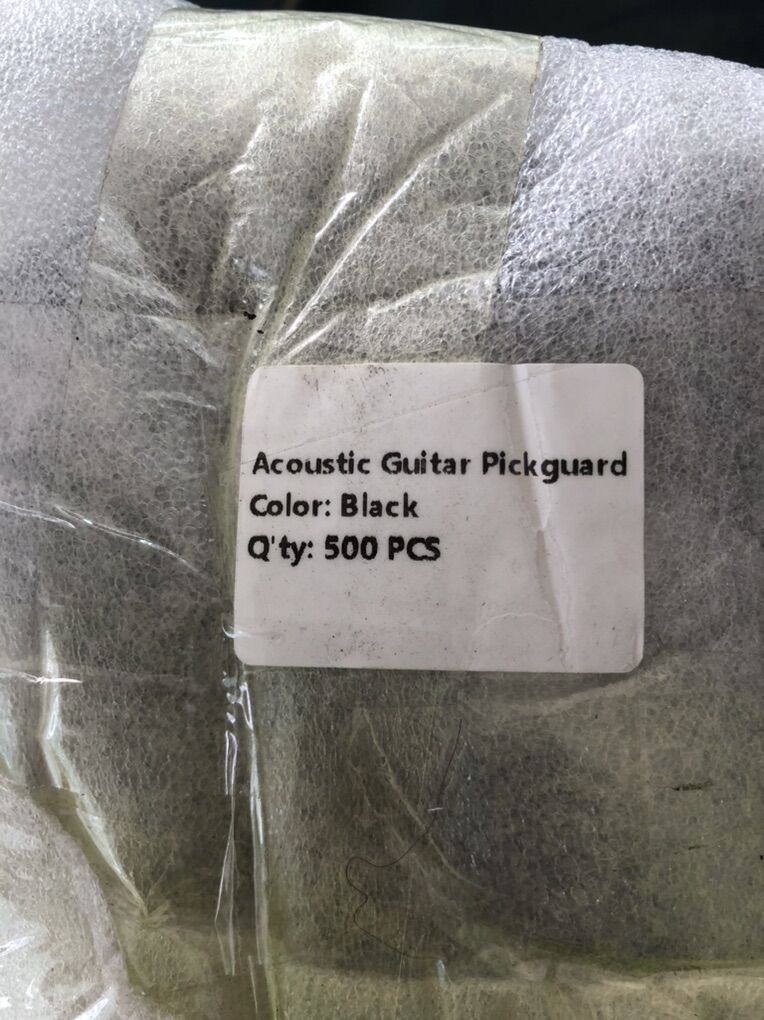 Acoustic Guitar Pickguard
Color: Black
Q'ty: 500 PCS